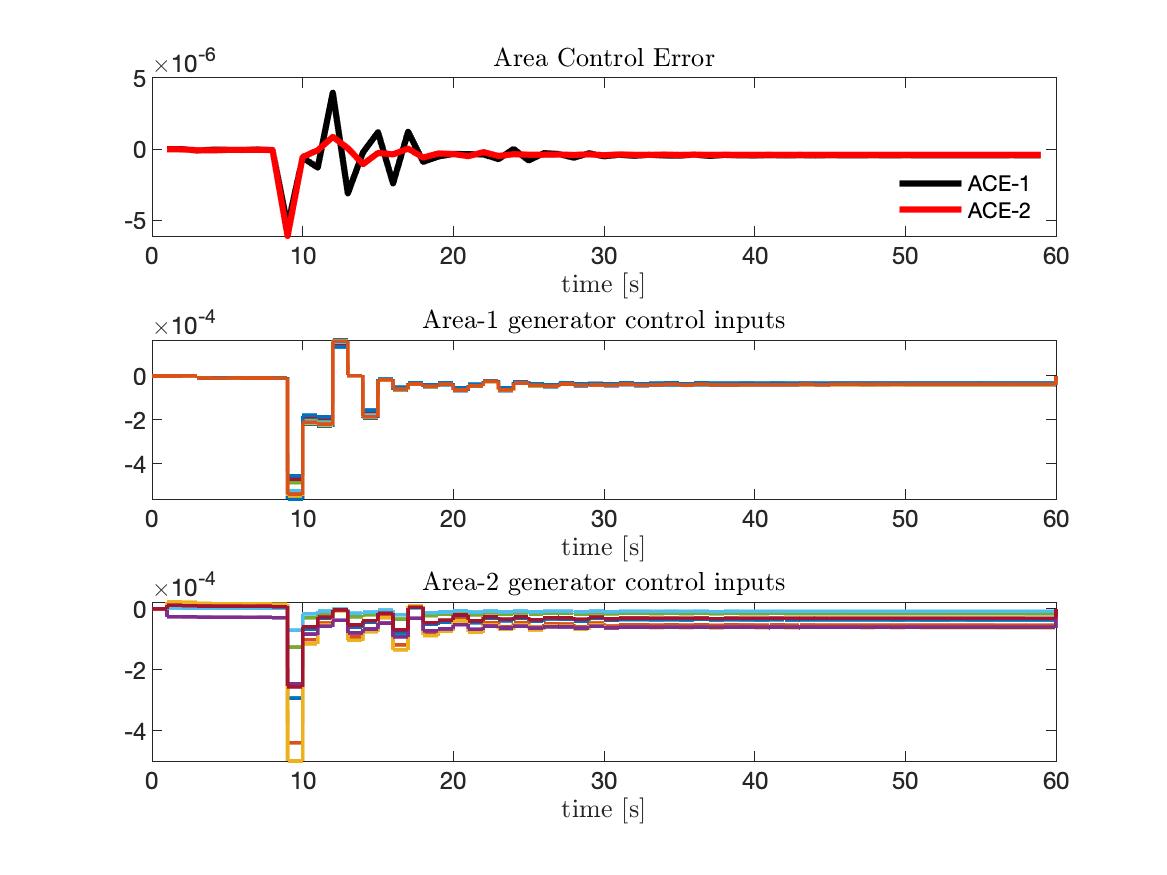 Area Control Error
×10⁻⁶
5
0
-5
ACE-1
ACE-2
0 10 20 30 40 50 60
time [s]
Area-1 generator control inputs
×10⁻⁴
0
-2
-4
0 10 20 30 40 50 60
time [s]
Area-2 generator control inputs
×10⁻⁴
0
-2
-4
0 10 20 30 40 50 60
time [s]